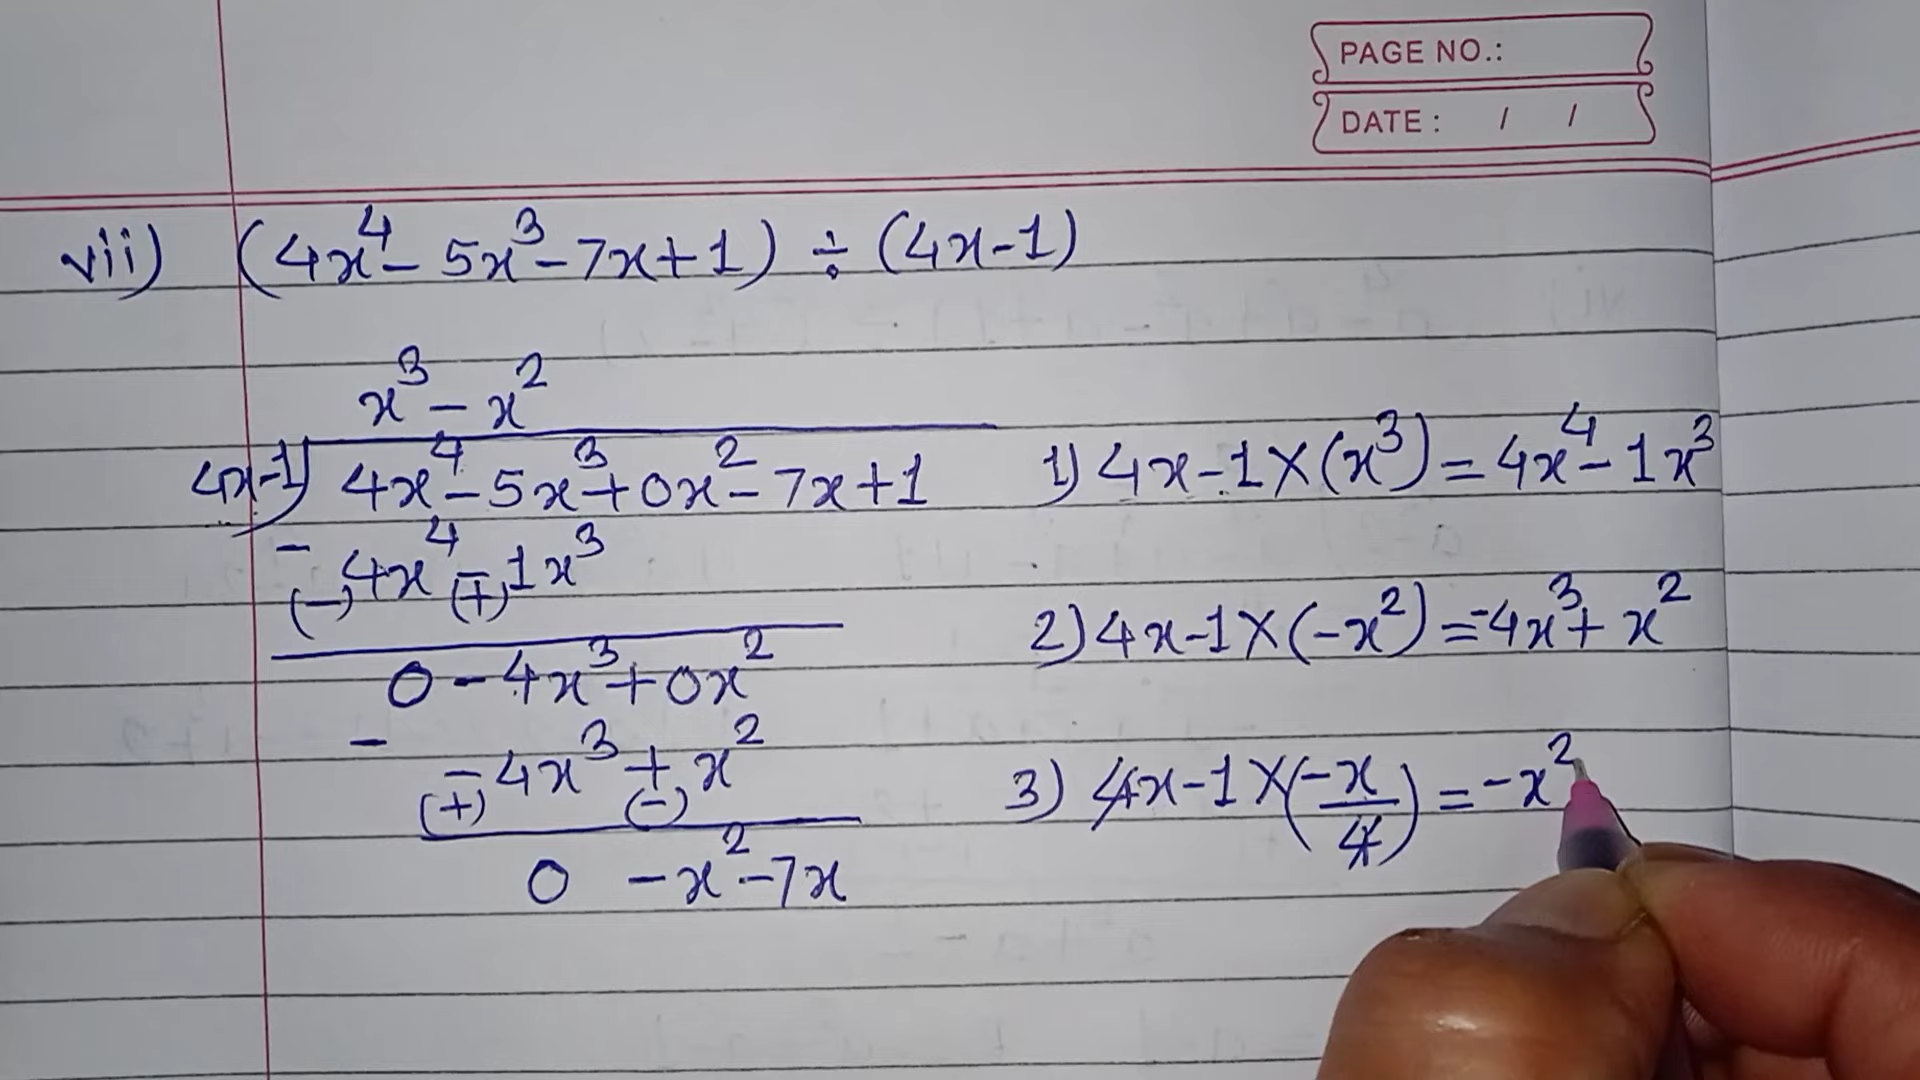 PAGE NO.:
DATE : / /
vii) (4x⁴ - 5x³ - 7x + 1) ÷ (4x - 1)
x³ - x²
4x-1) 4x⁴ - 5x³ + 0x² - 7x + 1
- 4x⁴ - 1x³
(-) (+)
0 - 4x³ + 0x²
- - 4x³ + x²
(+) (-)
0 - x² - 7x
1) 4x - 1 × (x³) = 4x⁴ - 1x³
2) 4x - 1 × (-x²) = -4x³ + x²
3) 4x - 1 × (-x/4) = -x²